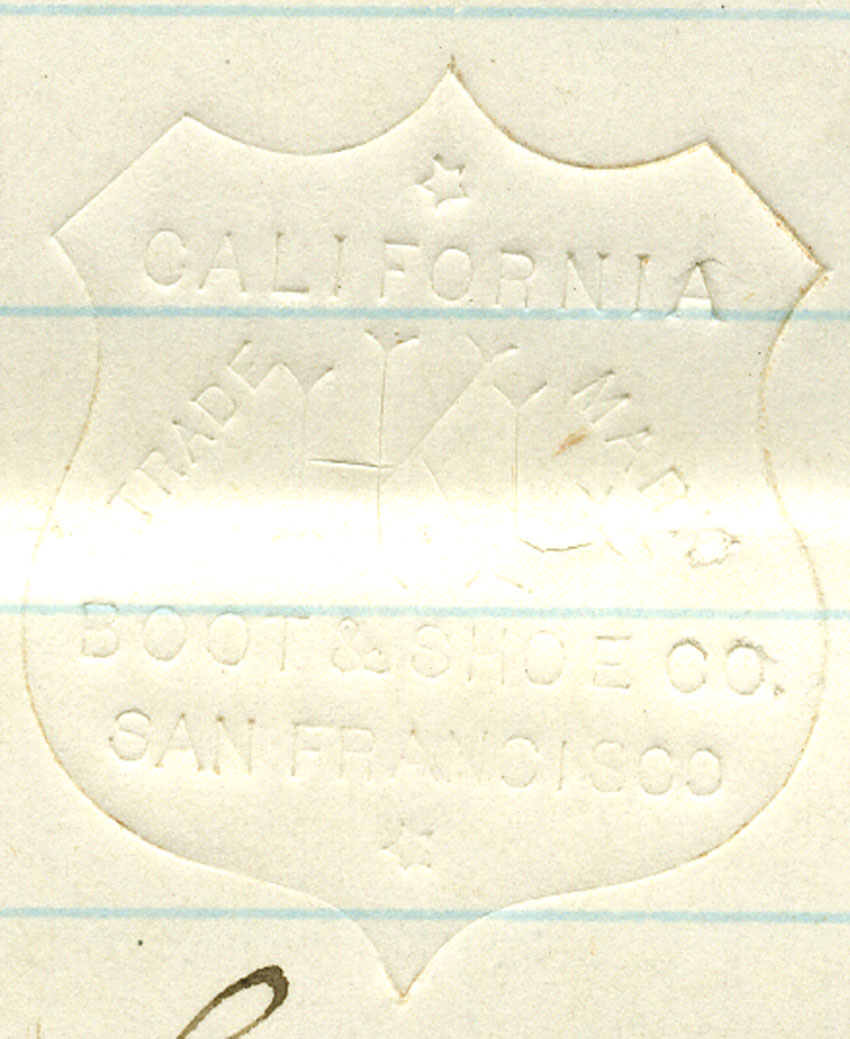 CALIFORNIA
TRADE MARK
BOOT & SHOE CO.
SAN FRANCISCO